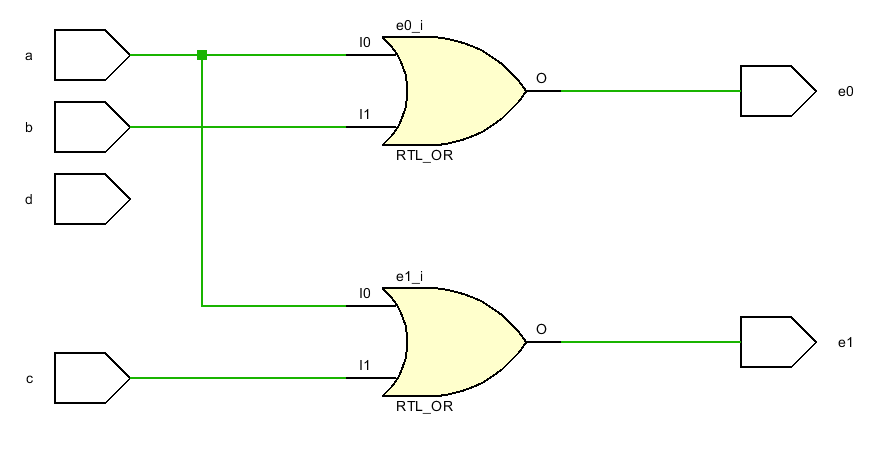 e0_i
a
I0
O
e0
b
I1
RTL_OR
d
e1_i
I0
O
e1
c
I1
RTL_OR